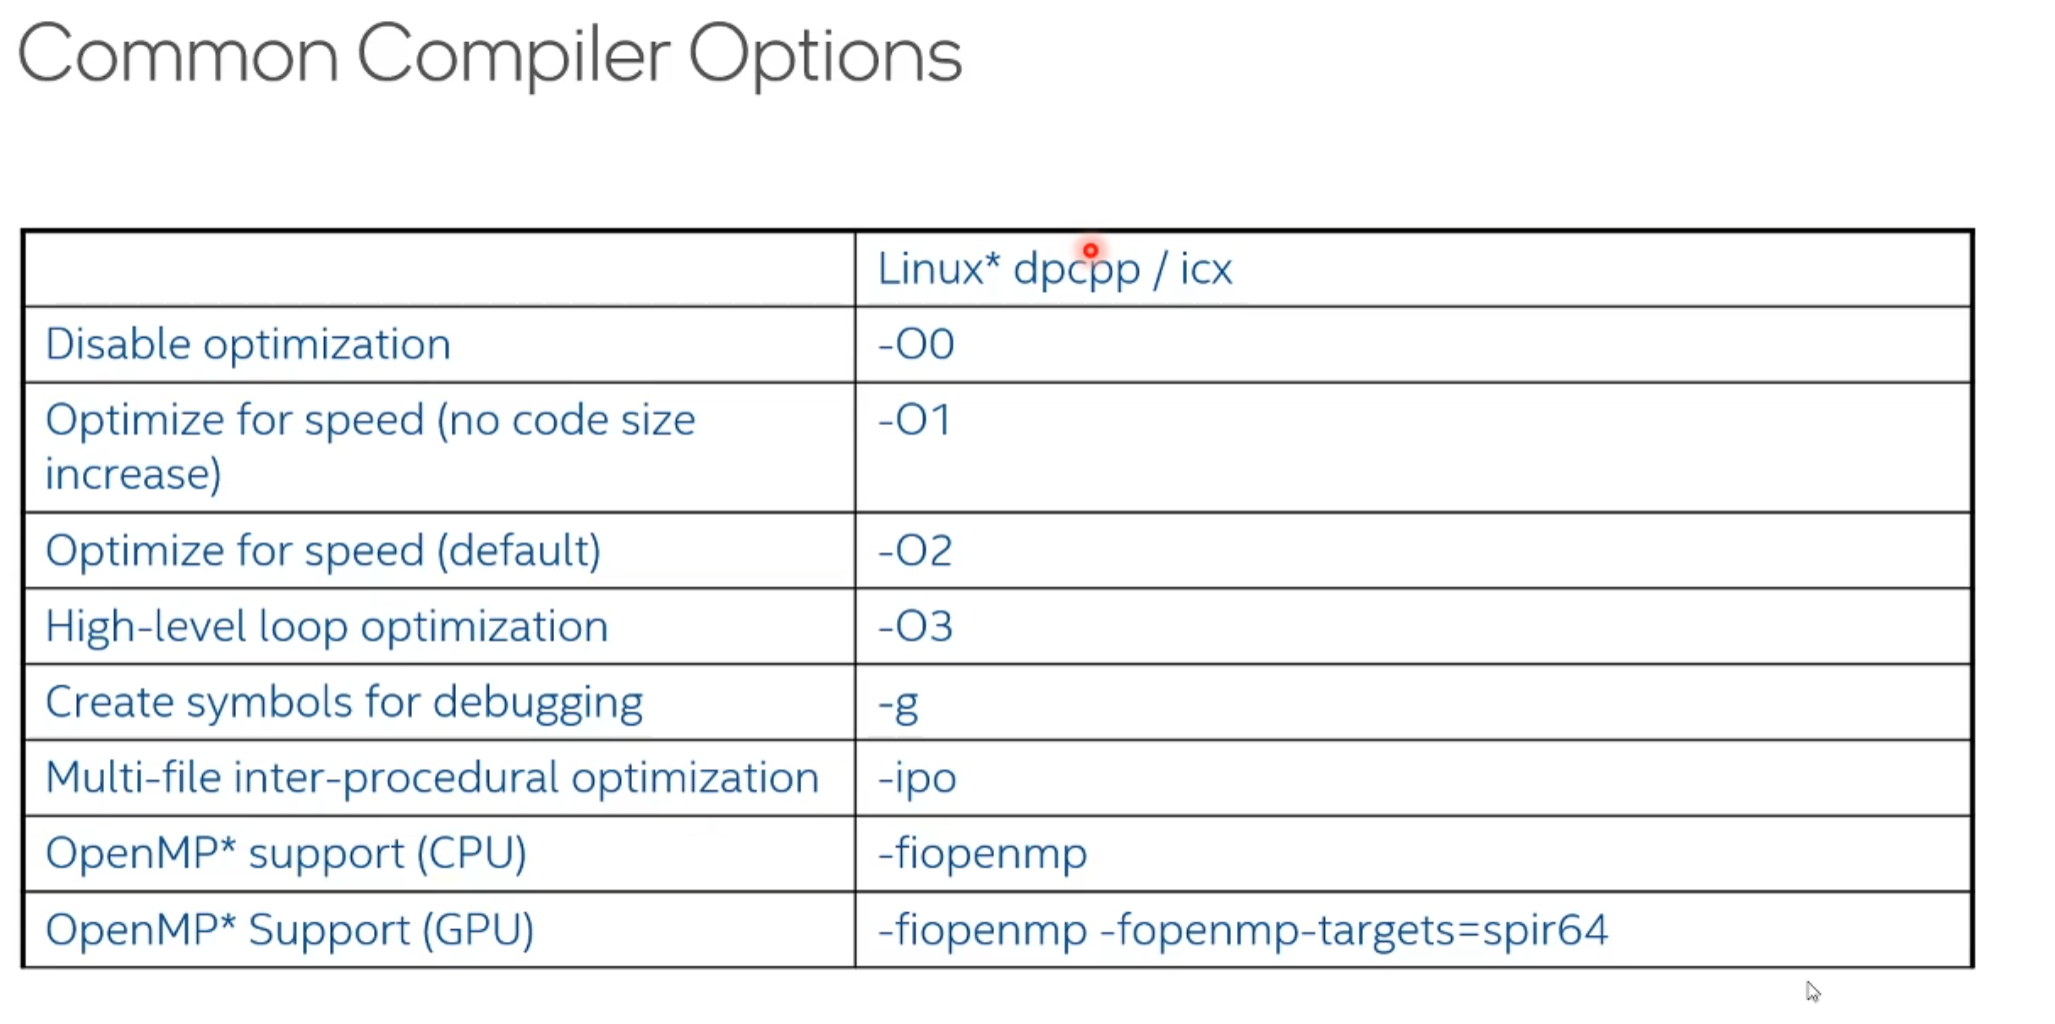 Common Compiler Options
Linux* dpcpp / icx
Disable optimization -O0
Optimize for speed (no code size -O1
increase)
Optimize for speed (default) -O2
High-level loop optimization -O3
Create symbols for debugging -g
Multi-file inter-procedural optimization -ipo
OpenMP* support (CPU) -fiopenmp
OpenMP* Support (GPU) -fiopenmp -fopenmp-targets=spir64